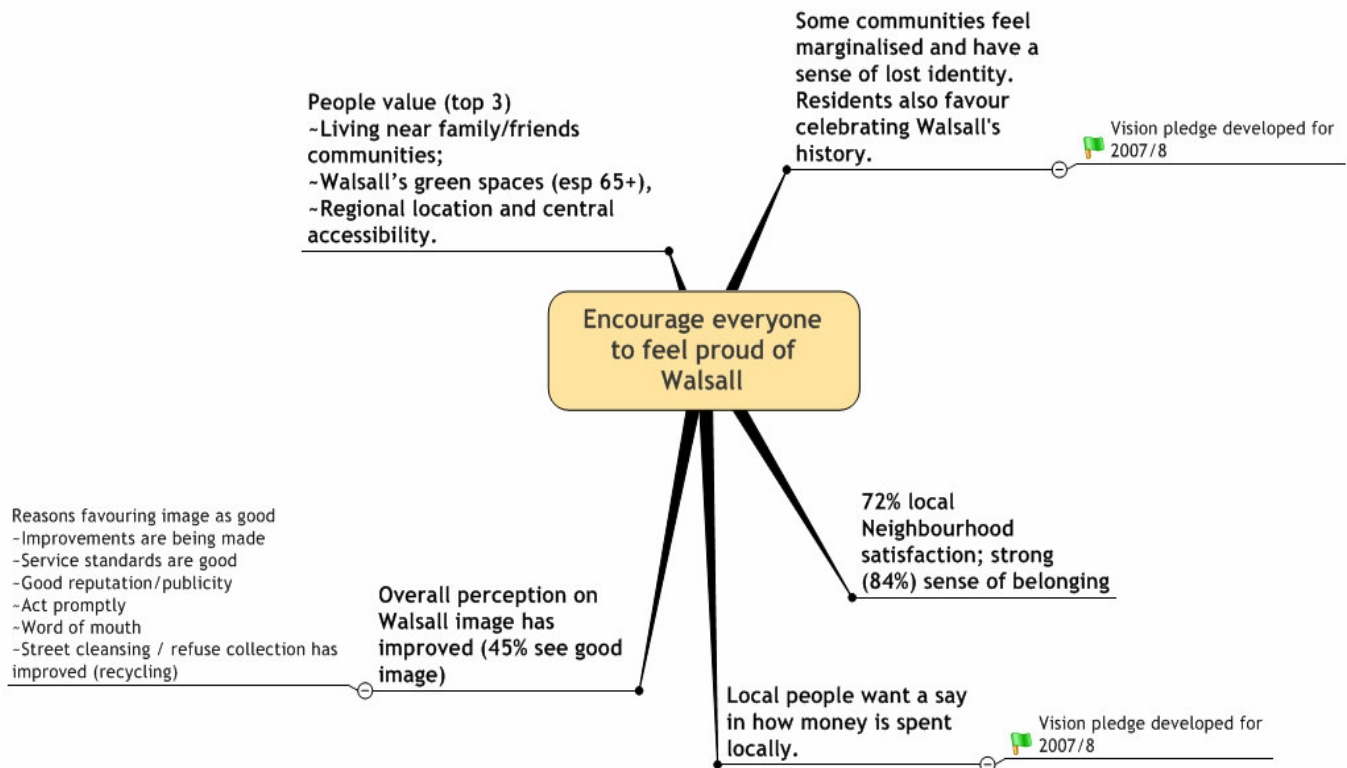 Some communities feel
marginalised and have a
sense of lost identity.
Residents also favour
celebrating Walsall's
history.
Vision pledge developed for
2007/8
People value (top 3)
~Living near family/friends
communities;
~Walsall's green spaces (esp 65+),
~Regional location and central
accessibility.
Encourage everyone
to feel proud of
Walsall
72% local
Neighbourhood
satisfaction; strong
(84%) sense of belonging
Reasons favouring image as good
~Improvements are being made
~Service standards are good
~Good reputation/publicity
~Act promptly
~Word of mouth
~Street cleansing / refuse collection has
improved (recycling)
Overall perception on
Walsall image has
improved (45% see good
image)
Local people want a say
in how money is spent
locally.
Vision pledge developed for
2007/8